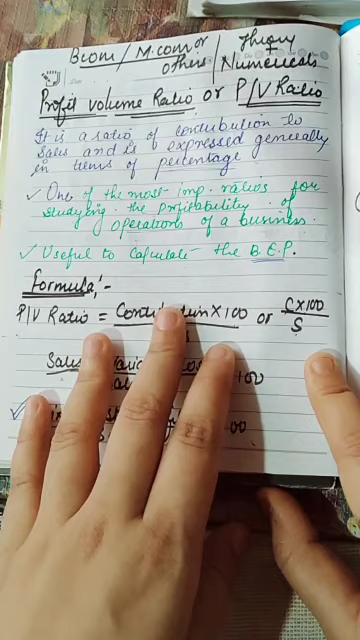 Bcom / M.com or others / Theory + Numericals
Profit volume Ratio or P/V Ratio
It is a ratio of contribution to
Sales and is expressed generally
in terms of percentage
✓ One of the most imp. ratios for
studying the profitability of
operations of a business.
✓ Useful to calculate the B.E.P.
Formula:-
P/V Ratio = Contribution X 100 or C X 100
S
Sales